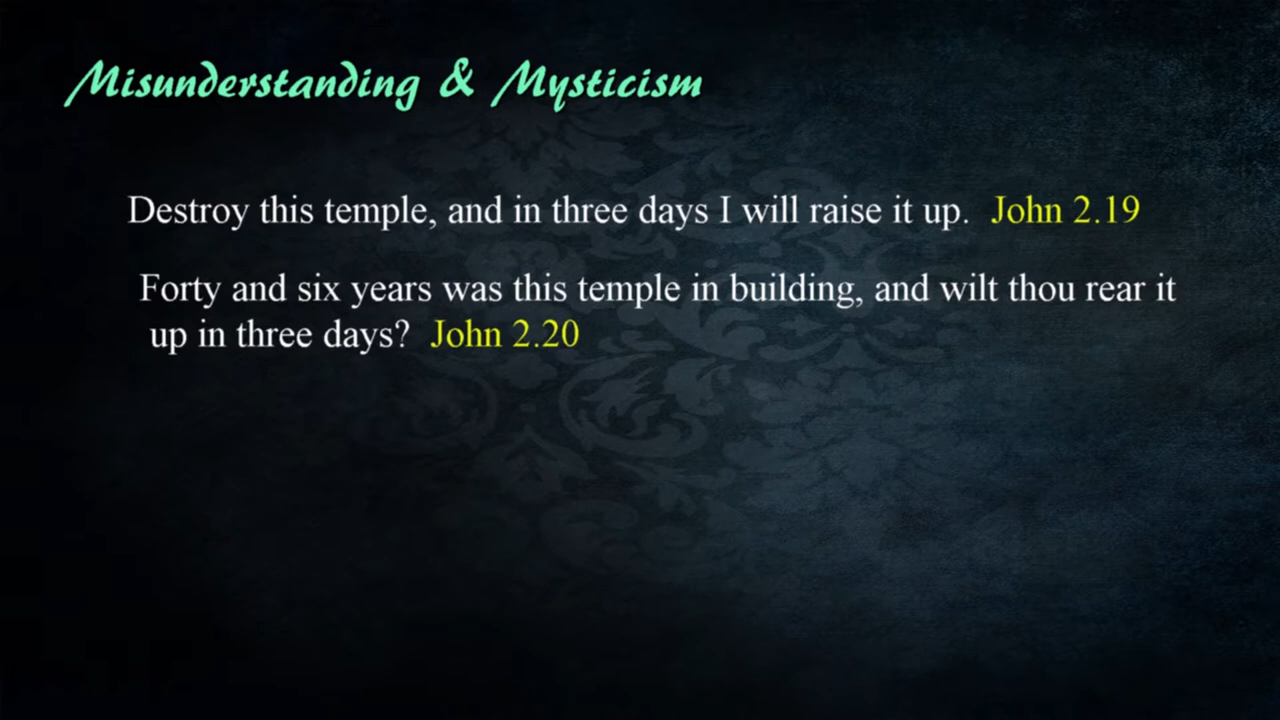 Misunderstanding & Mysticism
Destroy this temple, and in three days I will raise it up. John 2.19
Forty and six years was this temple in building, and wilt thou rear it
up in three days? John 2.20